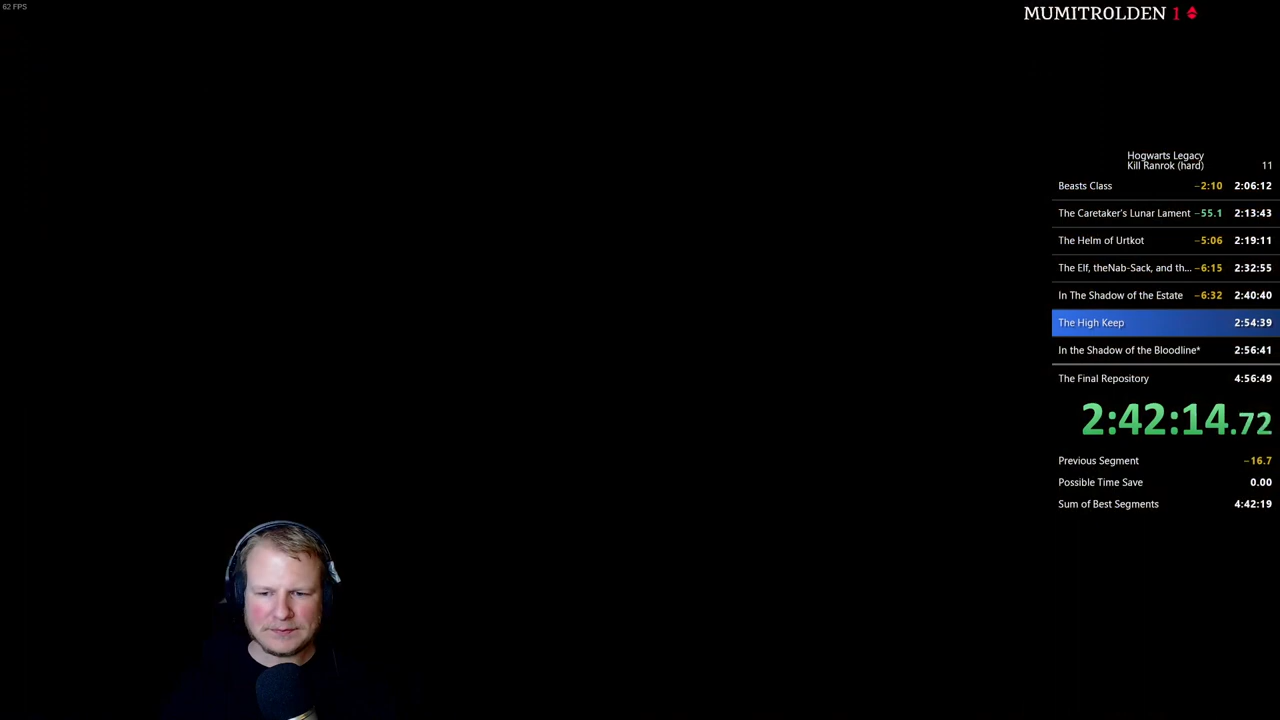 62 FPS
MUMITROLDEN 1
Hogwarts Legacy
Kill Ranrok (hard) 11
Beasts Class −2:10 2:06:12
The Caretaker's Lunar Lament −55.1 2:13:43
The Helm of Urtkot −5:06 2:19:11
The Elf, theNab-Sack, and th... −6:15 2:32:55
In The Shadow of the Estate −6:32 2:40:40
The High Keep 2:54:39
In the Shadow of the Bloodline* 2:56:41
The Final Repository 4:56:49
2:42:14.72
Previous Segment −16.7
Possible Time Save 0.00
Sum of Best Segments 4:42:19